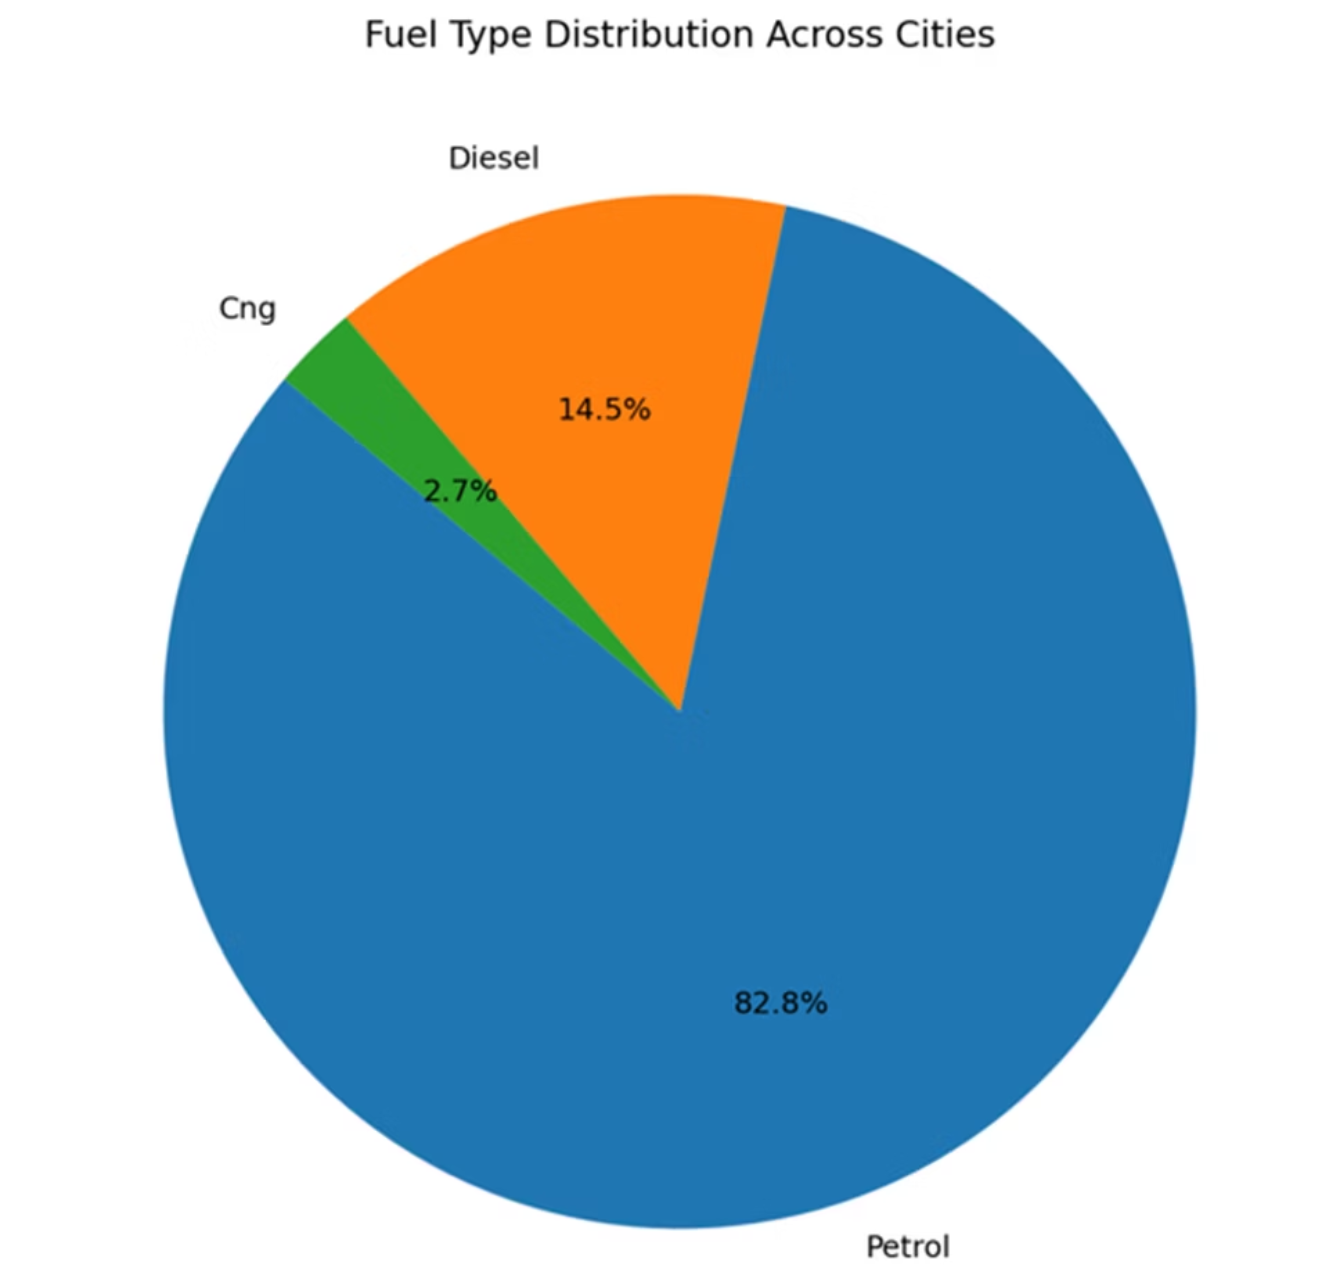 Fuel Type Distribution Across Cities
Diesel
Cng
14.5%
2.7%
82.8%
Petrol